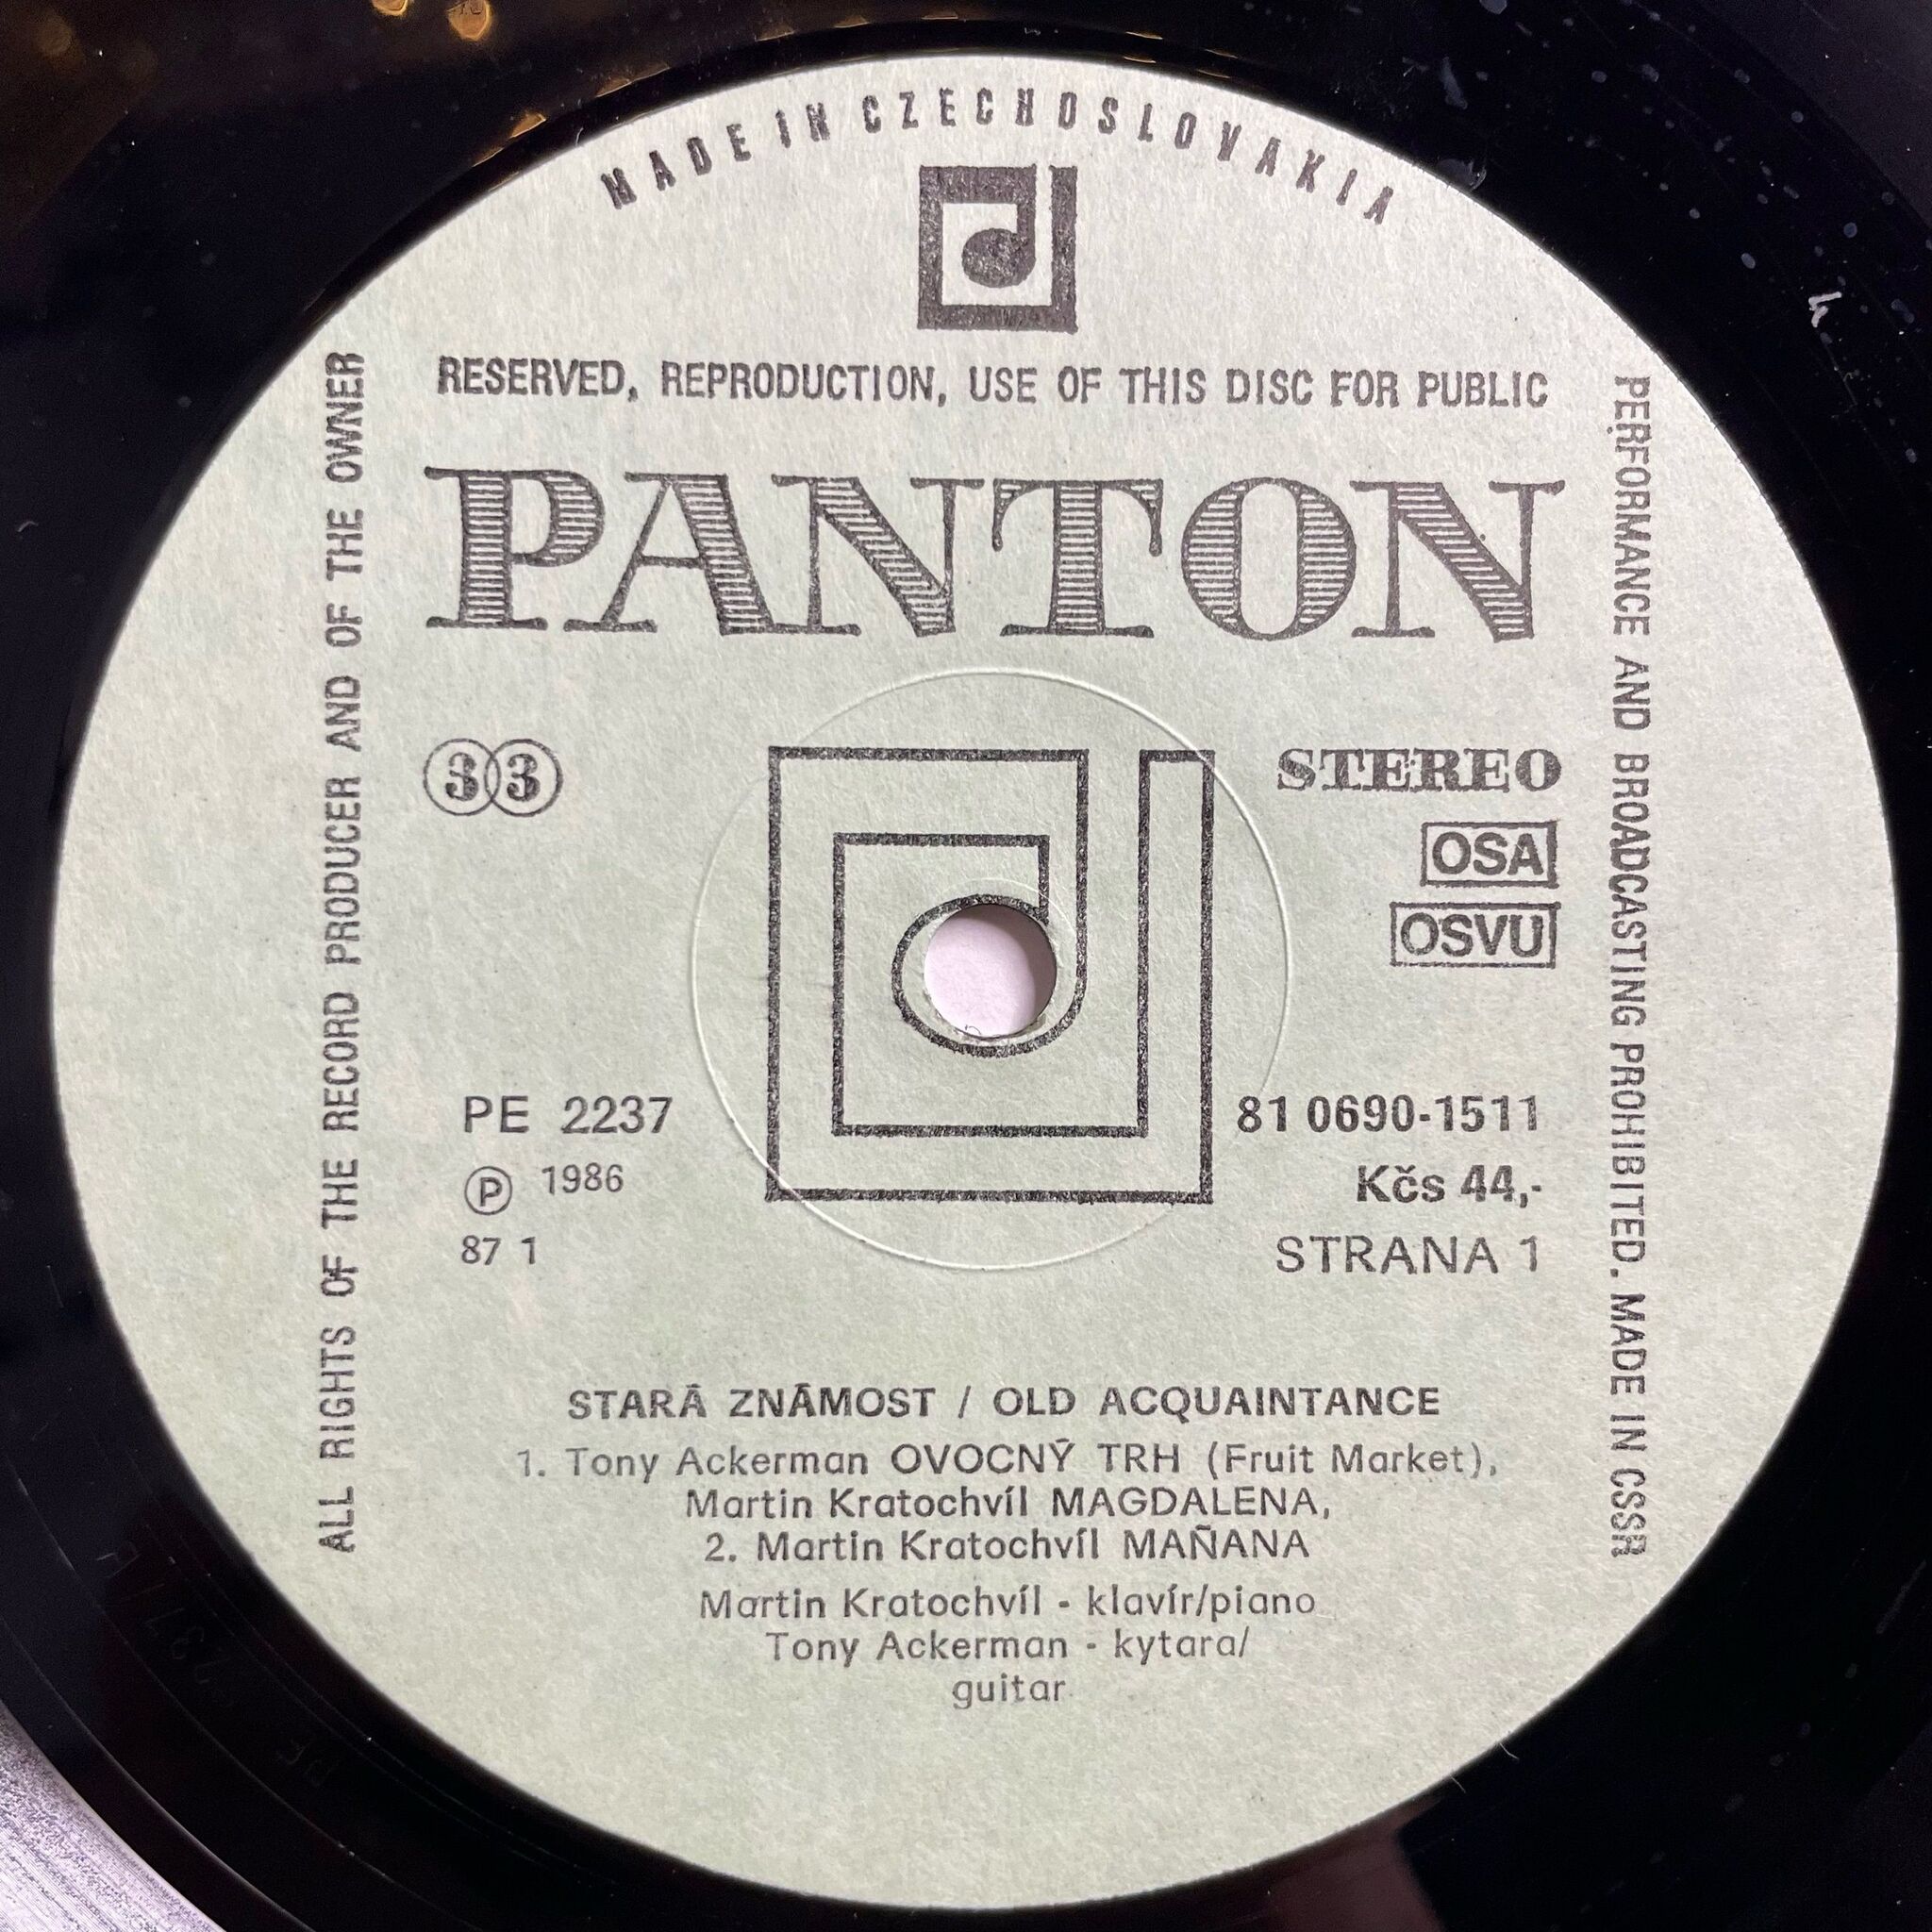 MADE IN CZECHOSLOVAKIA
ALL RIGHTS OF THE RECORD PRODUCER AND OF THE OWNER
RESERVED, REPRODUCTION, USE OF THIS DISC FOR PUBLIC
PERFORMANCE AND BROADCASTING PROHIBITED. MADE IN CSSR
PANTON
33
STEREO
OSA
OSVU
PE 2237
81 0690-1511
Ⓟ 1986
Kčs 44,-
87 1
STRANA 1
STARÁ ZNÁMOST / OLD ACQUAINTANCE
1. Tony Ackerman OVOCNÝ TRH (Fruit Market),
Martin Kratochvíl MAGDALENA,
2. Martin Kratochvíl MAÑANA
Martin Kratochvíl - klavír/piano
Tony Ackerman - kytara/
guitar